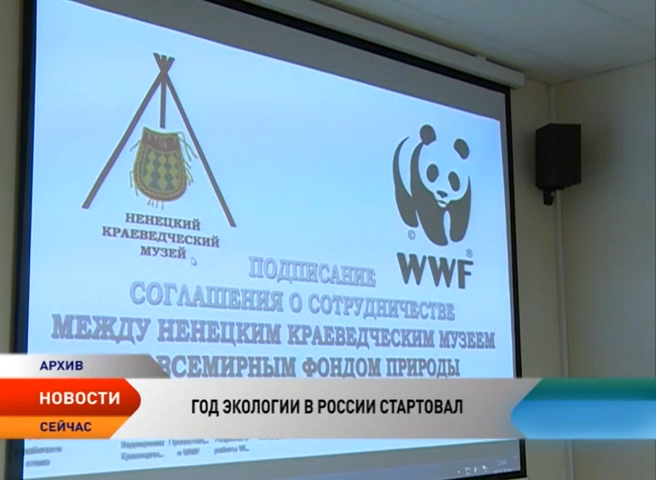 НЕНЕЦКИЙ
КРАЕВЕДЧЕСКИЙ
МУЗЕЙ
©
WWF
ПОДПИСАНИЕ
СОГЛАШЕНИЯ О СОТРУДНИЧЕСТВЕ
МЕЖДУ НЕНЕЦКИМ КРАЕВЕДЧЕСКИМ МУЗЕЕМ
ВСЕМИРНЫМ ФОНДОМ ПРИРОДЫ
АРХИВ
НОВОСТИ
СЕЙЧАС
ГОД ЭКОЛОГИИ В РОССИИ СТАРТОВАЛ